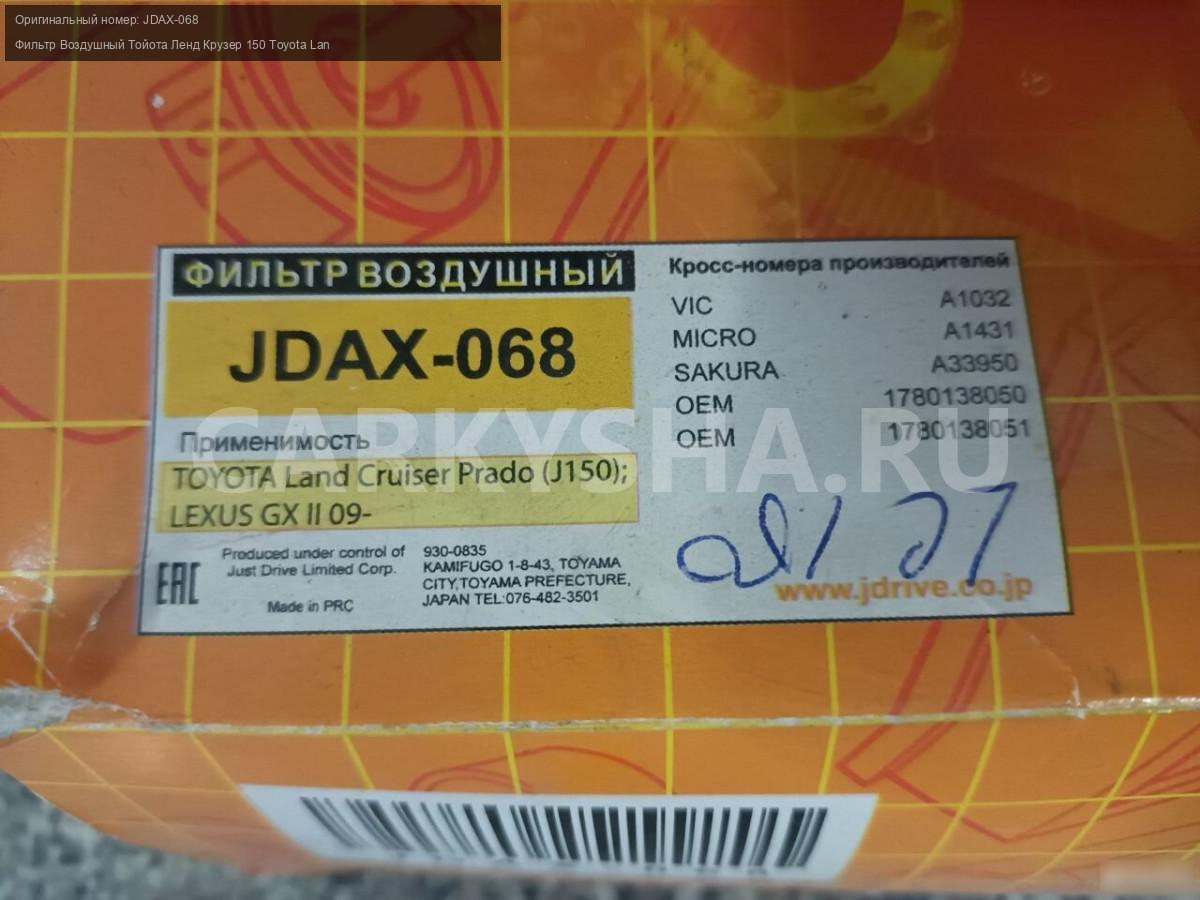 Оригинальный номер: JDAX-068
Фильтр Воздушный Тойота Ленд Крузер 150 Toyota Lan
ФИЛЬТР ВОЗДУШНЫЙ
JDAX-068
Применимость
TOYOTA Land Cruiser Prado (J150);
LEXUS GX II 09-
EAC
Produced under control of
Just Drive Limited Corp.
Made in PRC
930-0835
KAMIFUGO 1-8-43, TOYAMA
CITY,TOYAMA PREFECTURE,
JAPAN TEL:076-482-3501
Кросс-номера производителей
VIC A1032
MICRO A1431
SAKURA A33950
OEM 1780138050
OEM 1780138051
www.jdrive.co.jp
CARKYSHA.RU